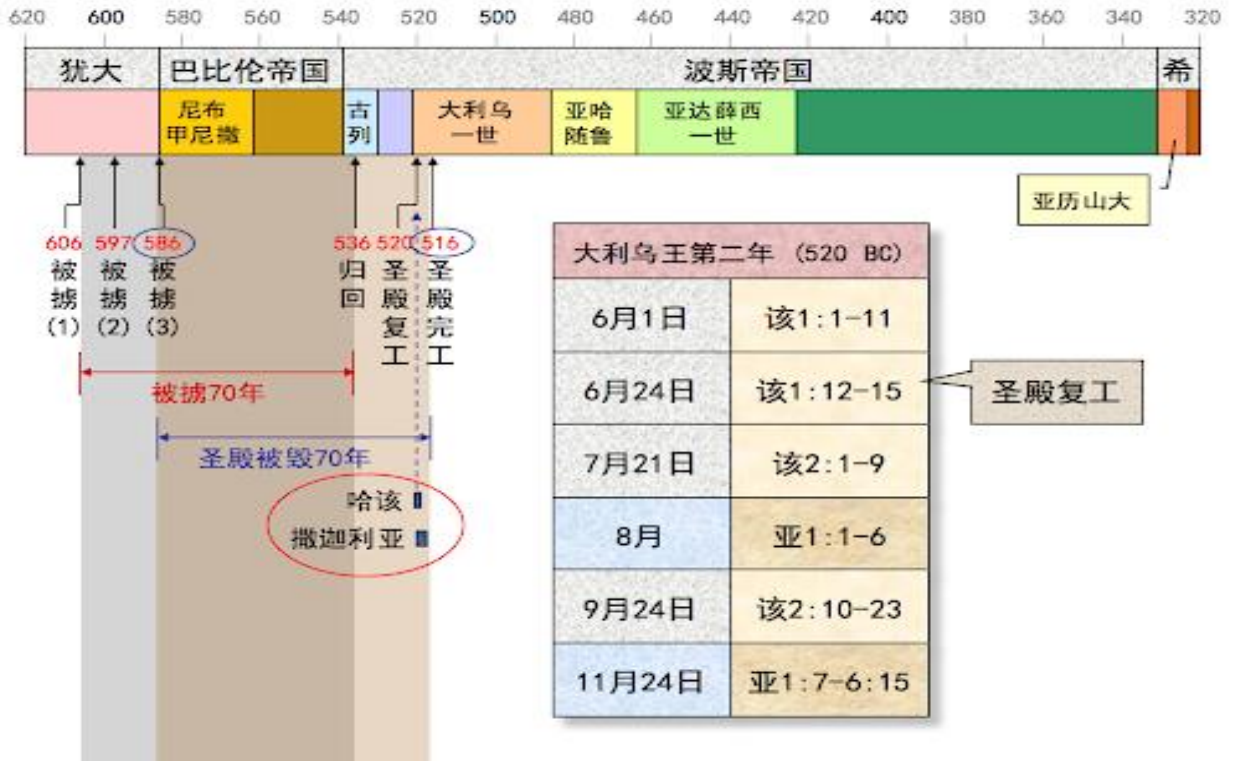 620 600 580 560 540 520 500 480 460 440 420 400 380 360 340 320
犹大 巴比伦帝国 波斯帝国 希
尼布甲尼撒
古列
大利乌一世
亚哈随鲁
亚达薛西一世
亚历山大
606 597 586 536 520 516
被掳(1)
被掳(2)
被掳(3)
归回
圣殿复工
圣殿完工
被掳70年
圣殿被毁70年
哈该
撒迦利亚
大利乌王第二年 (520 BC)
6月1日 该1:1-11
6月24日 该1:12-15
圣殿复工
7月21日 该2:1-9
8月 亚1:1-6
9月24日 该2:10-23
11月24日 亚1:7-6:15